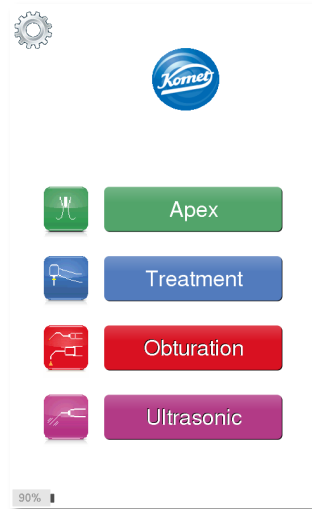 Komet
Apex
Treatment
Obturation
Ultrasonic
90%